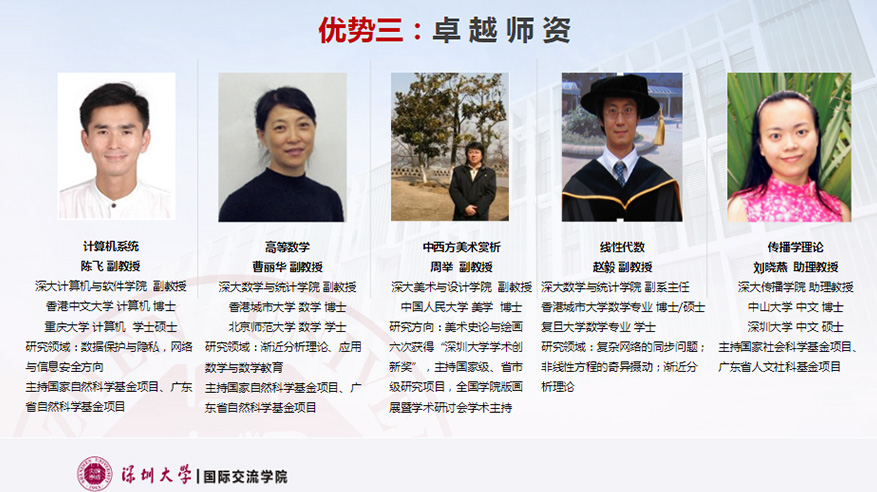 优势三：卓越师资
计算机系统
陈飞 副教授
深大计算机与软件学院 副教授
香港中文大学 计算机 博士
重庆大学 计算机 学士硕士
研究领域：数据保护与隐私，网络
与信息安全方向
主持国家自然科学基金项目、广东
省自然科学基金项目
高等数学
曹丽华 副教授
深大数学与统计学院 副教授
香港城市大学 数学 博士
北京师范大学 数学 学士
研究领域：渐近分析理论、应用
数学与数学教育
主持国家自然科学基金项目、广
东省自然科学基金项目
中西方美术赏析
周举 副教授
深大美术与设计学院 副教授
中国人民大学 美学 博士
研究方向：美术史论与绘画
六次获得“深圳大学学术创
新奖”，主持国家级、省市
级研究项目，全国学院版画
展暨学术研讨会学术主持
线性代数
赵毅 副教授
深大数学与统计学院 副系主任
香港城市大学数学专业 博士/硕士
复旦大学数学专业 学士
研究领域：复杂网络的同步问题；
非线性方程的奇异摄动；渐近分
析理论
传播学理论
刘晓燕 助理教授
深大传播学院 助理教授
中山大学 中文 博士
深圳大学 中文 硕士
主持国家社会科学基金项目、
广东省人文社科基金项目
深圳大学 | 国际交流学院